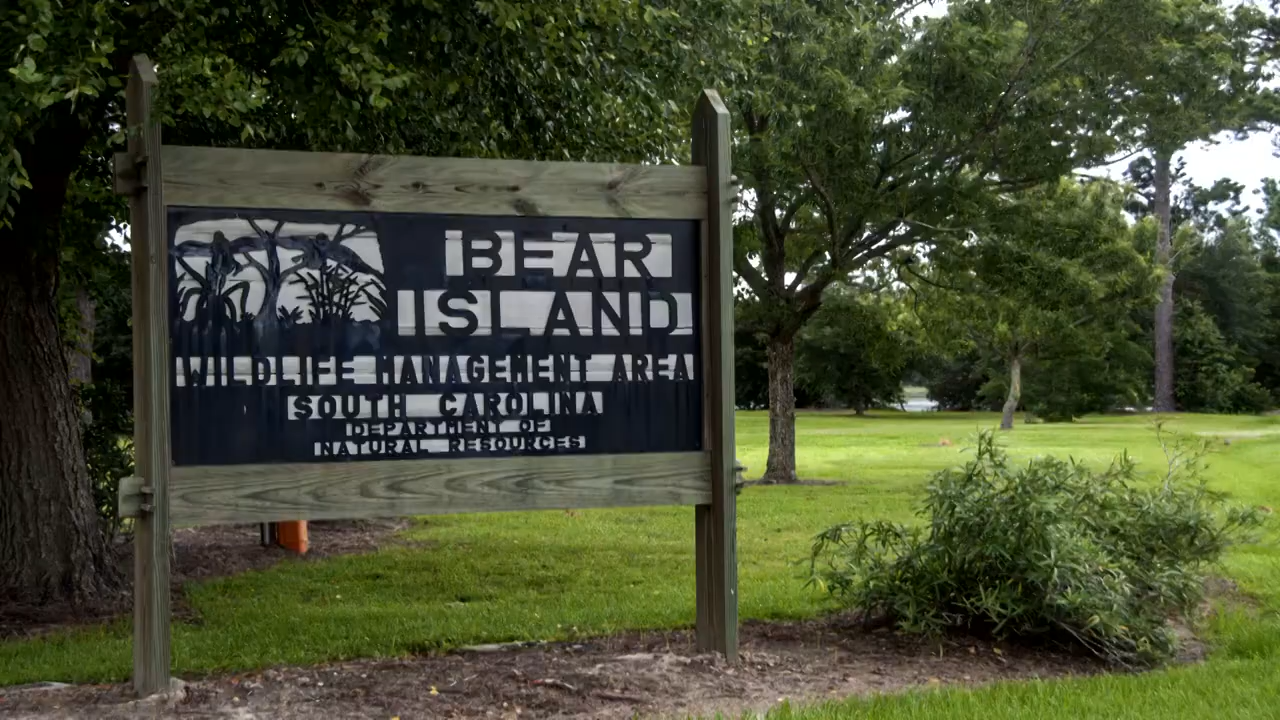 BEAR
ISLAND
WILDLIFE MANAGEMENT AREA
SOUTH CAROLINA
DEPARTMENT OF
NATURAL RESOURCES